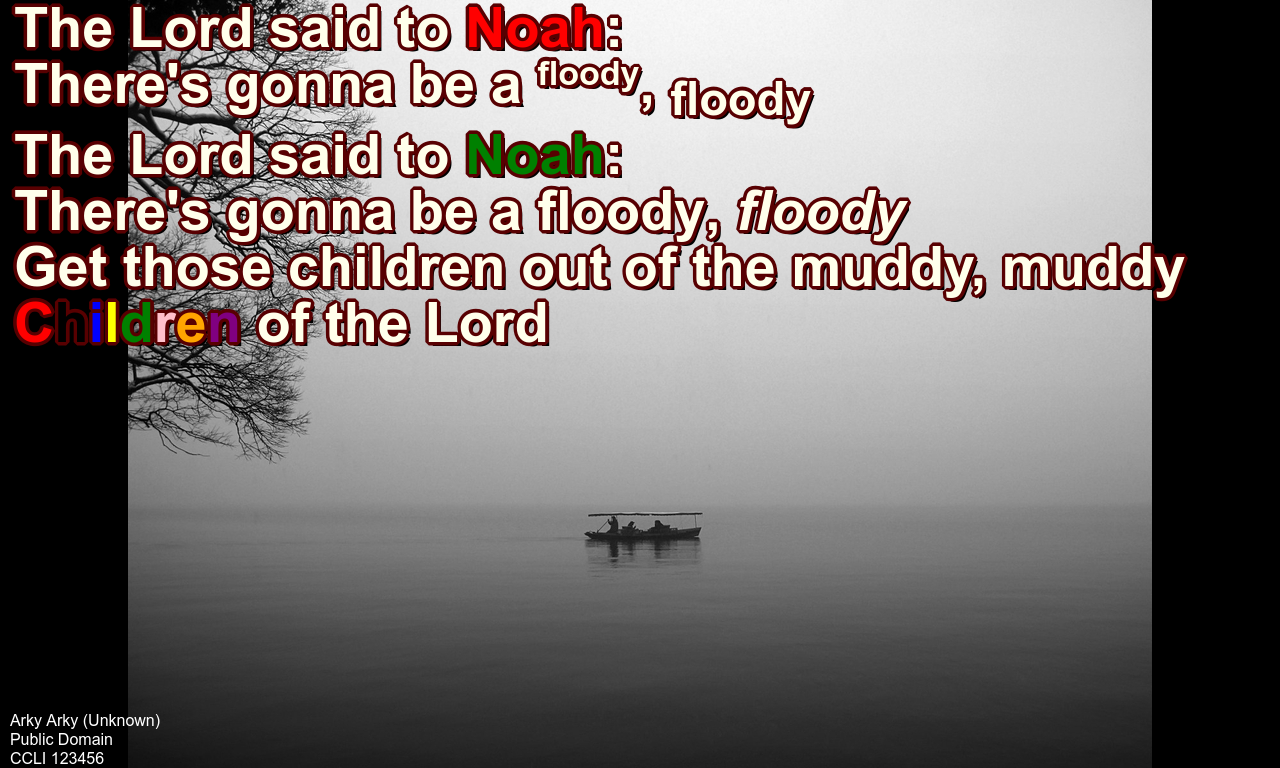 The Lord said to Noah:
There's gonna be a floody, floody
The Lord said to Noah:
There's gonna be a floody, floody
Get those children out of the muddy, muddy
Children of the Lord
Arky Arky (Unknown)
Public Domain
CCLI 123456